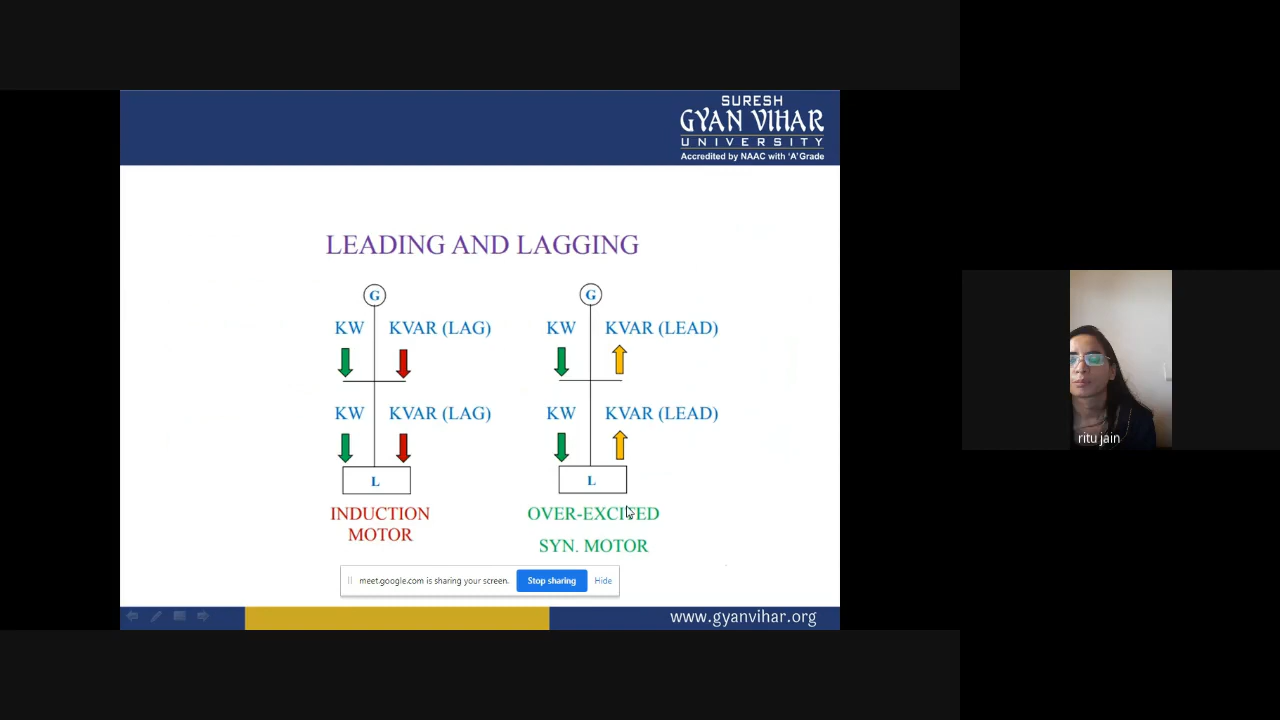 SURESH
GYAN VIHAR
UNIVERSITY
Accredited by NAAC with 'A' Grade
LEADING AND LAGGING
G
G
KW
KVAR (LAG)
KW
KVAR (LEAD)
KW
KVAR (LAG)
KW
KVAR (LEAD)
L
L
INDUCTION
MOTOR
OVER-EXCITED
SYN. MOTOR
meet.google.com is sharing your screen.
Stop sharing
Hide
www.gyanvihar.org
ritu jain